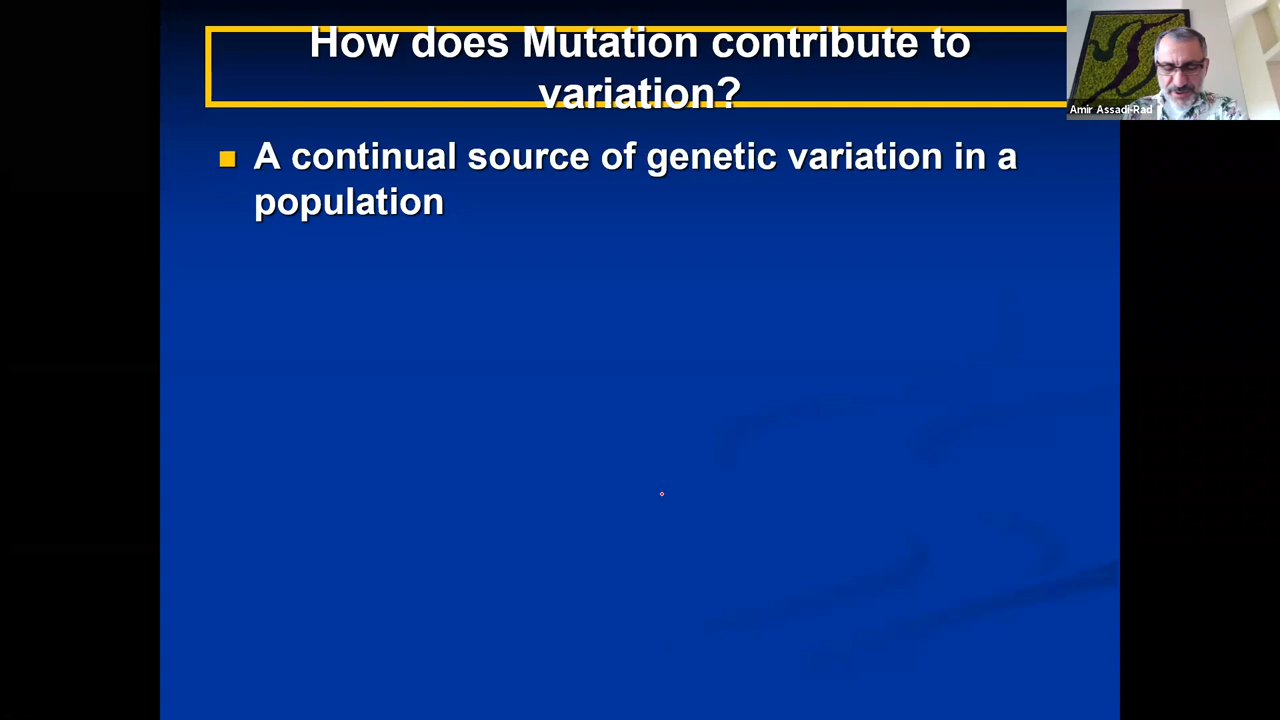 How does Mutation contribute to
variation?
Amir Assadi-Rad
A continual source of genetic variation in a
population